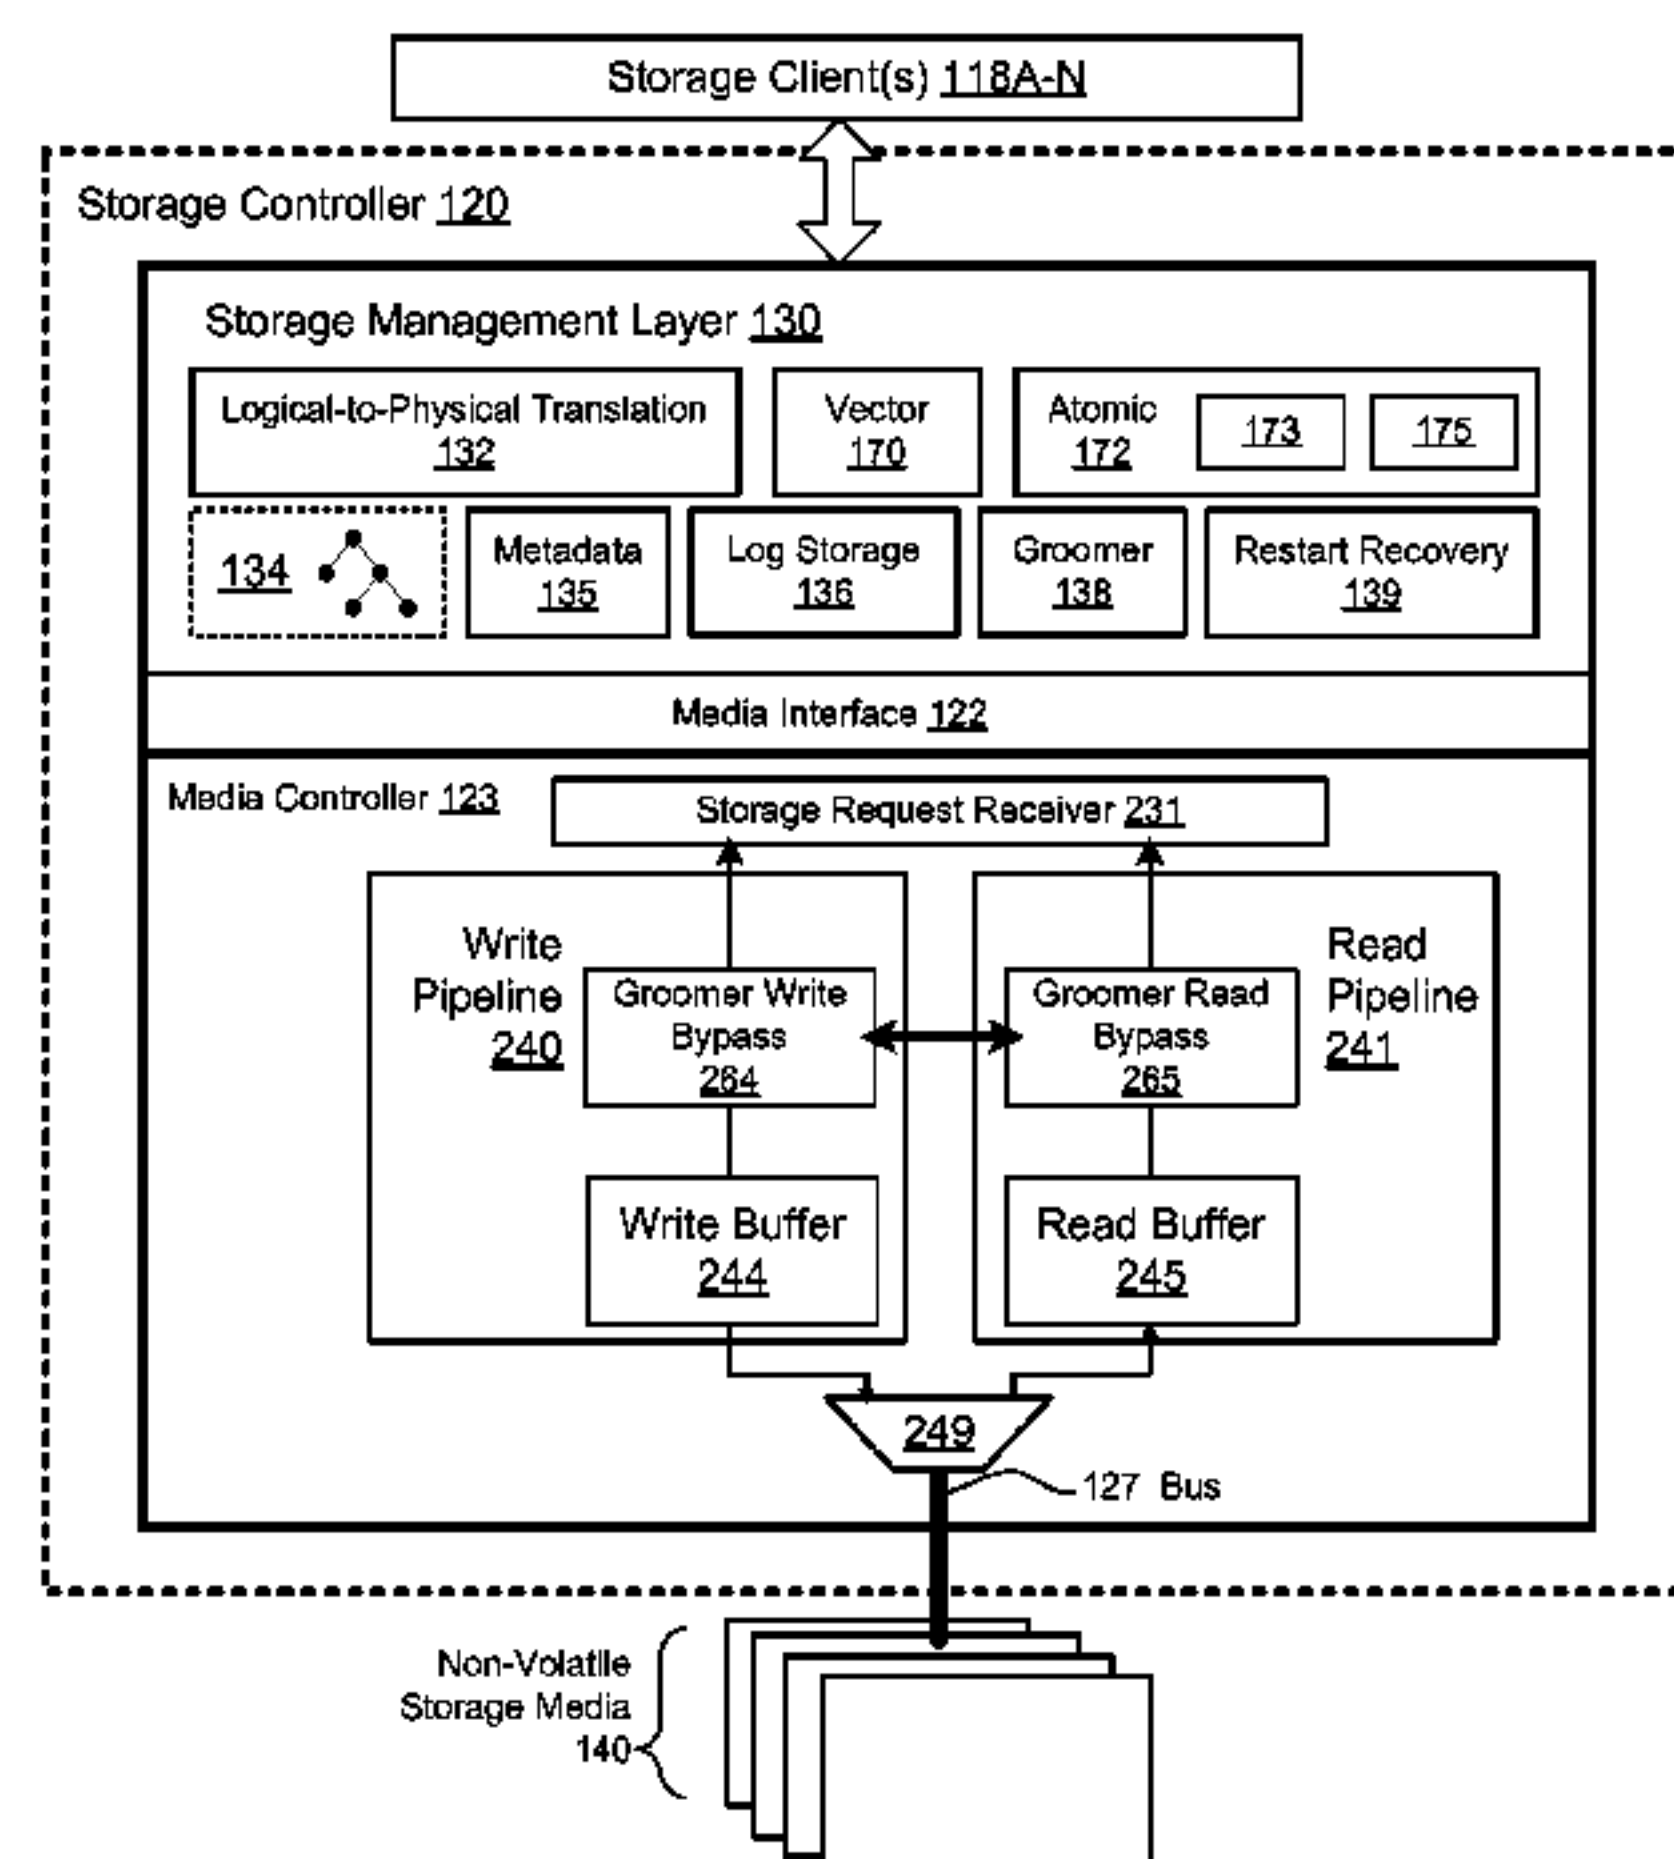 Storage Client(s) 118A-N
Storage Controller 120
Storage Management Layer 130
Logical-to-Physical Translation
132
Vector
170
Atomic
172
173
175
134
Metadata
135
Log Storage
136
Groomer
138
Restart Recovery
139
Media Interface 122
Media Controller 123
Storage Request Receiver 231
Write
Pipeline
240
Groomer Write
Bypass
264
Groomer Read
Bypass
265
Read
Pipeline
241
Write Buffer
244
Read Buffer
245
249
127 Bus
Non-Volatile
Storage Media
140